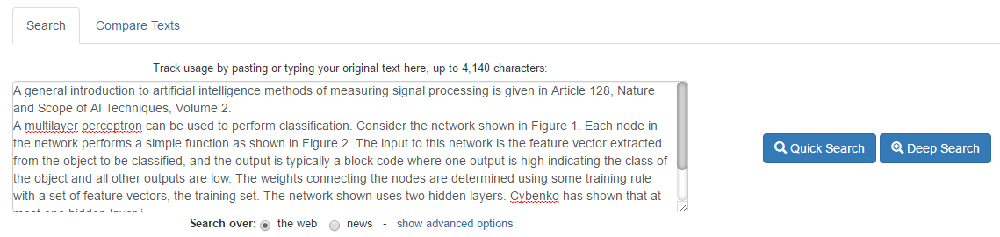 Search
Compare Texts
Track usage by pasting or typing your original text here, up to 4,140 characters:
A general introduction to artificial intelligence methods of measuring signal processing is given in Article 128, Nature
and Scope of AI Techniques, Volume 2.
A multilayer perceptron can be used to perform classification. Consider the network shown in Figure 1. Each node in
the network performs a simple function as shown in Figure 2. The input to this network is the feature vector extracted
from the object to be classified, and the output is typically a block code where one output is high indicating the class of
the object and all other outputs are low. The weights connecting the nodes are determined using some training rule
with a set of feature vectors, the training set. The network shown uses two hidden layers. Cybenko has shown that at
most one hidden layer i
Quick Search
Deep Search
Search over: the web news - show advanced options